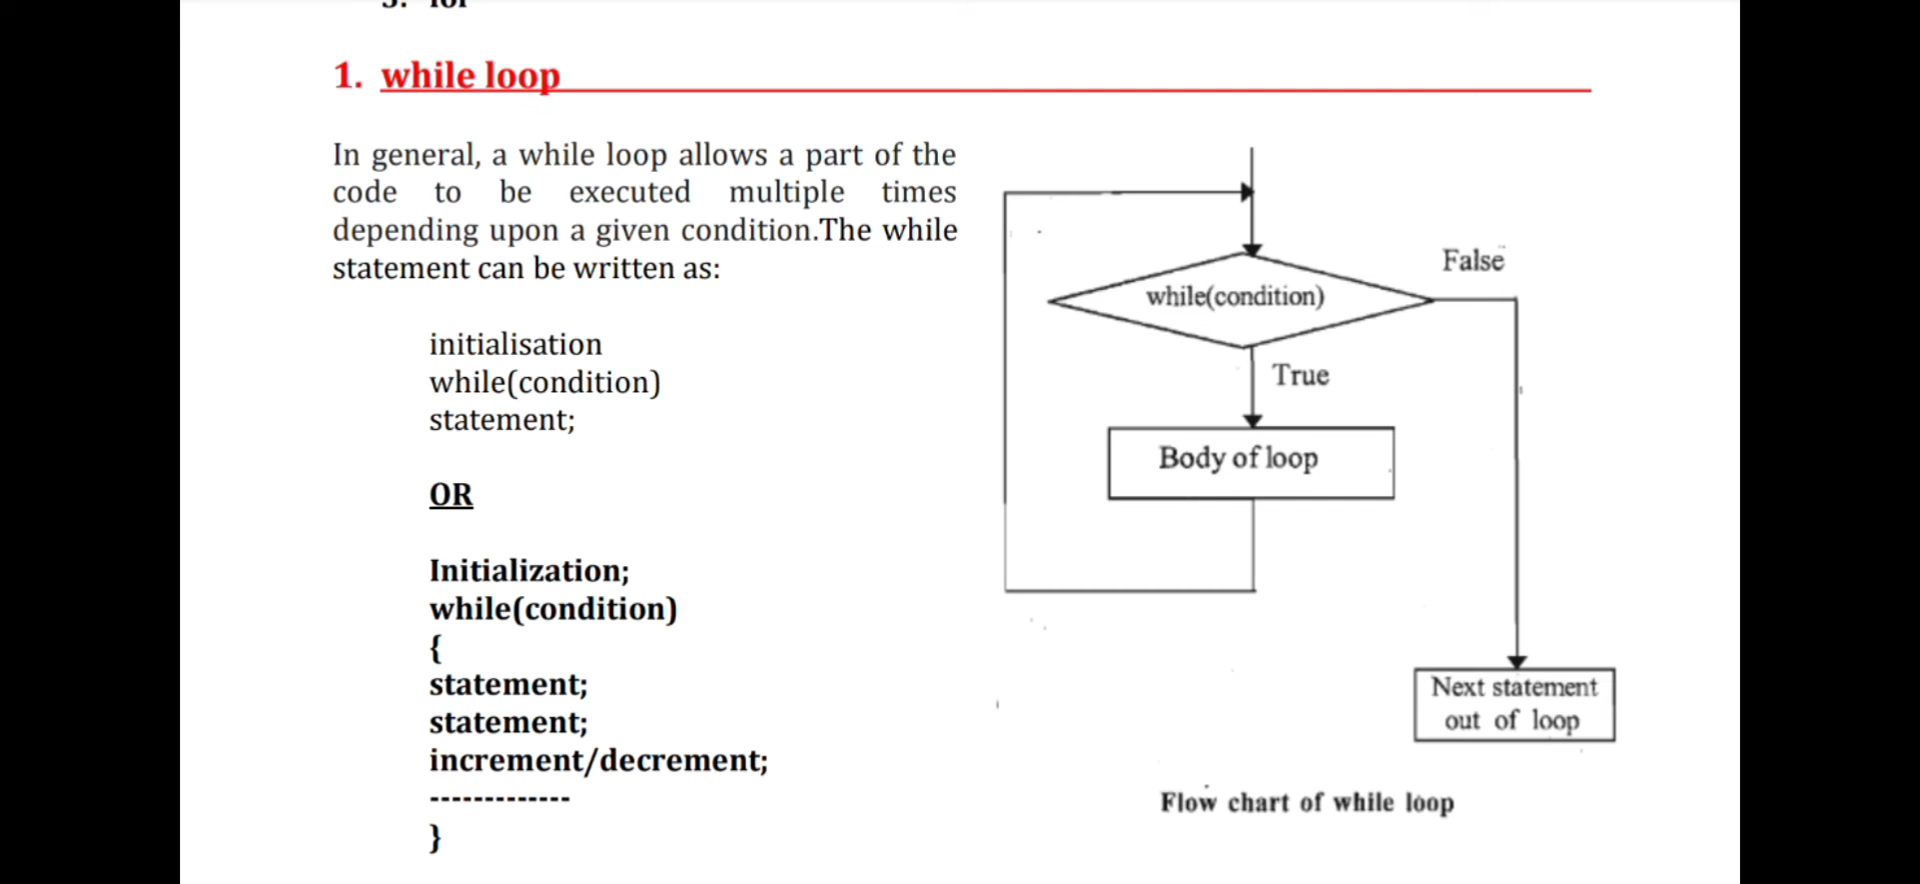 3. for
1. while loop
In general, a while loop allows a part of the
code to be executed multiple times
depending upon a given condition.The while
statement can be written as:
initialisation
while(condition)
statement;
OR
Initialization;
while(condition)
{
statement;
statement;
increment/decrement;
-------------
}
while(condition)
False
True
Body of loop
Next statement
out of loop
Flow chart of while loop